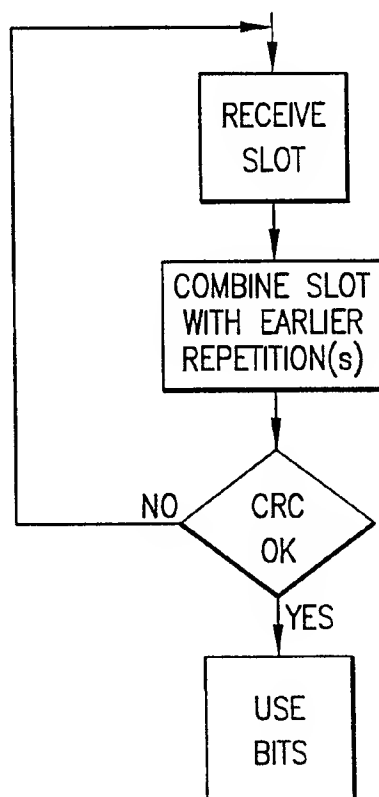 RECEIVE
SLOT
COMBINE SLOT
WITH EARLIER
REPETITION(s)
NO
CRC
OK
YES
USE
BITS